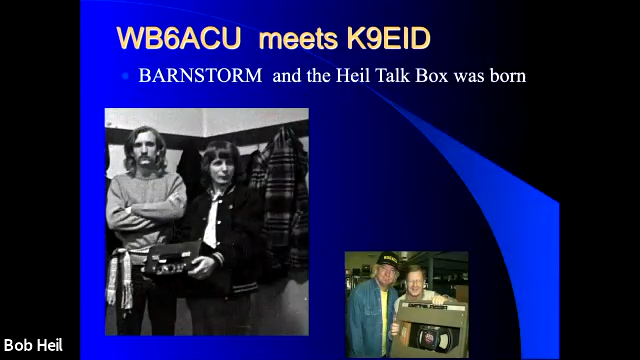 WB6ACU meets K9EID
BARNSTORM and the Heil Talk Box was born
Bob Heil